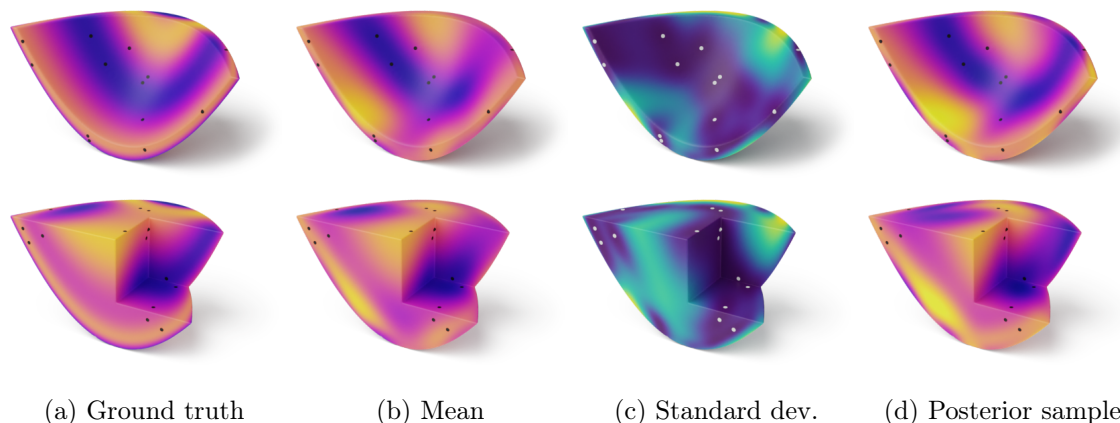 (a) Ground truth
(b) Mean
(c) Standard dev.
(d) Posterior sample